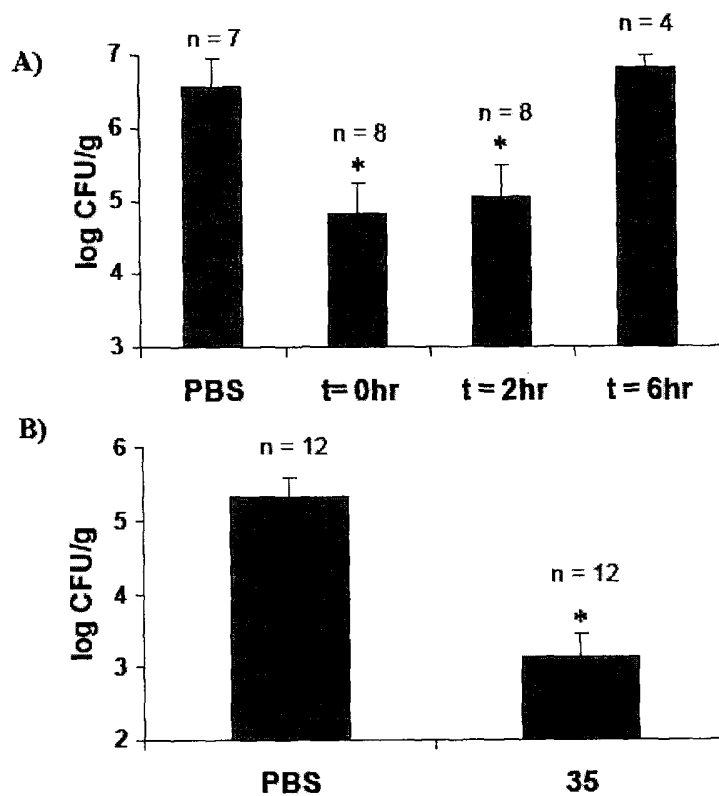 A)
n = 7
n = 8
n = 8
n = 4
*
*
log CFU/g
7
6
5
4
3
PBS
t= 0hr
t = 2hr
t = 6hr
B)
n = 12
n = 12
*
log CFU/g
6
5
4
3
2
PBS
35